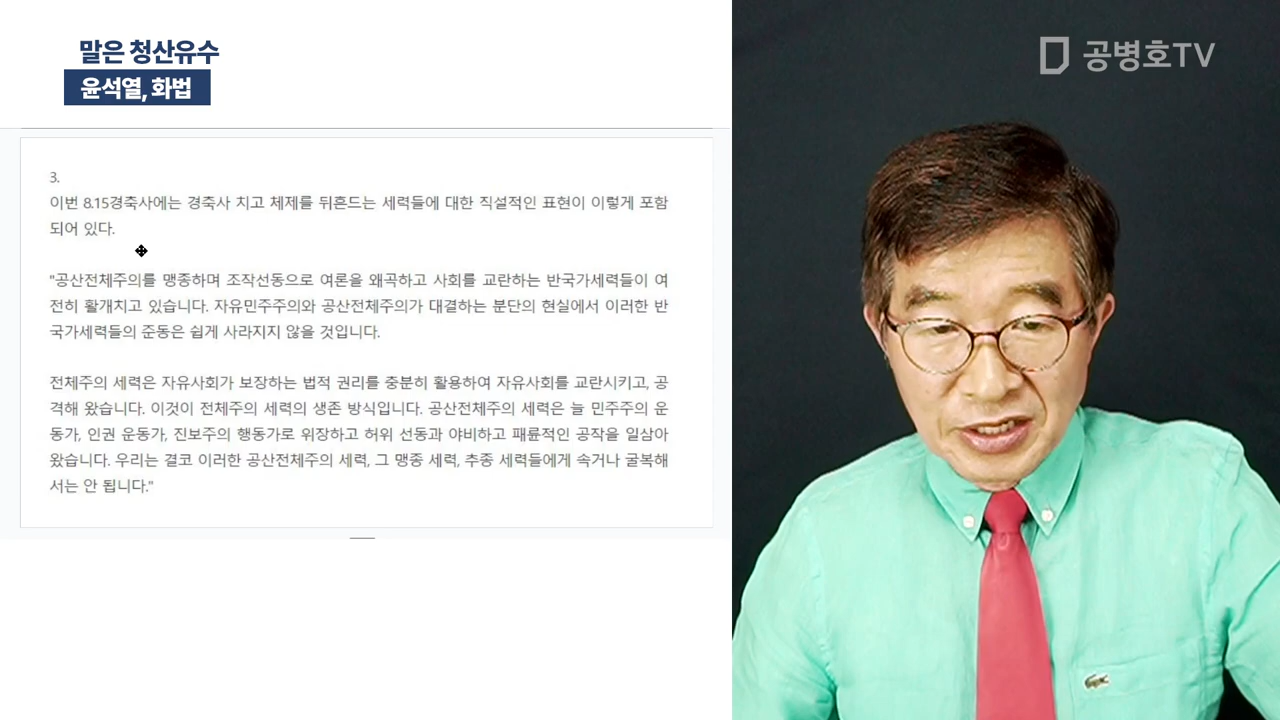 말은 청산유수
윤석열, 화법
공병호TV
3.
이번 8.15경축사에는 경축사 치고 체제를 뒤흔드는 세력들에 대한 직설적인 표현이 이렇게 포함
되어 있다.
"공산전체주의를 맹종하며 조작선동으로 여론을 왜곡하고 사회를 교란하는 반국가세력들이 여
전히 활개치고 있습니다. 자유민주주의와 공산전체주의가 대결하는 분단의 현실에서 이러한 반
국가세력들의 준동은 쉽게 사라지지 않을 것입니다.
전체주의 세력은 자유사회가 보장하는 법적 권리를 충분히 활용하여 자유사회를 교란시키고, 공
격해 왔습니다. 이것이 전체주의 세력의 생존 방식입니다. 공산전체주의 세력은 늘 민주주의 운
동가, 인권 운동가, 진보주의 행동가로 위장하고 허위 선동과 야비하고 패륜적인 공작을 일삼아
왔습니다. 우리는 결코 이러한 공산전체주의 세력, 그 맹종 세력, 추종 세력들에게 속거나 굴복해
서는 안 됩니다."